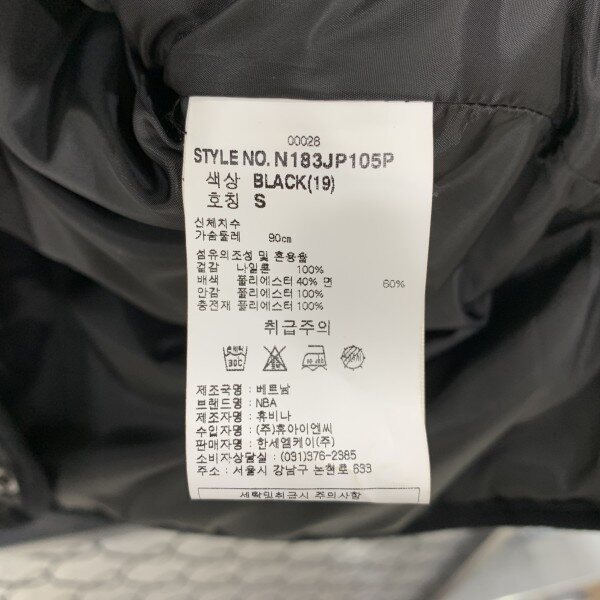 00028
STYLE NO. N183JP105P
색상 BLACK(19)
호칭 S
신체치수
가슴둘레 90cm
섬유의조성 및 혼용율
겉감 나일론 100%
배색 폴리에스터 40% 면 60%
안감 폴리에스터 100%
충전재 폴리에스터 100%
취급주의
제조국명 : 베트남
브랜드명 : NBA
제조자명 : 휴비나
수입자명 : (주)휴아이엔씨
판매자명 : 한세엠케이(주)
소비자상담실 : (031)376-2385
주소 : 서울시 강남구 논현로 633
세탁및취급시 주의사항